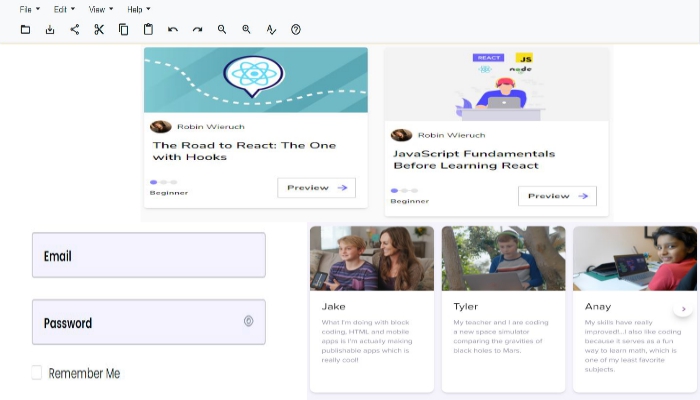 File Edit View Help
REACT JS
node
Robin Wieruch
The Road to React: The One
with Hooks
Beginner
Preview
Robin Wieruch
JavaScript Fundamentals
Before Learning React
Beginner
Preview
Email
Password
Remember Me
Jake
What I'm doing with block
coding, HTML and mobile
apps is I'm actually making
publishable apps which is
really cool!
Tyler
My teacher and I are coding
a new space simulator
comparing the gravities of
black holes to Mars.
Anay
My skills have really
improved!...I also like coding
because it serves as a fun
way to learn math, which is
one of my least favorite
subjects.